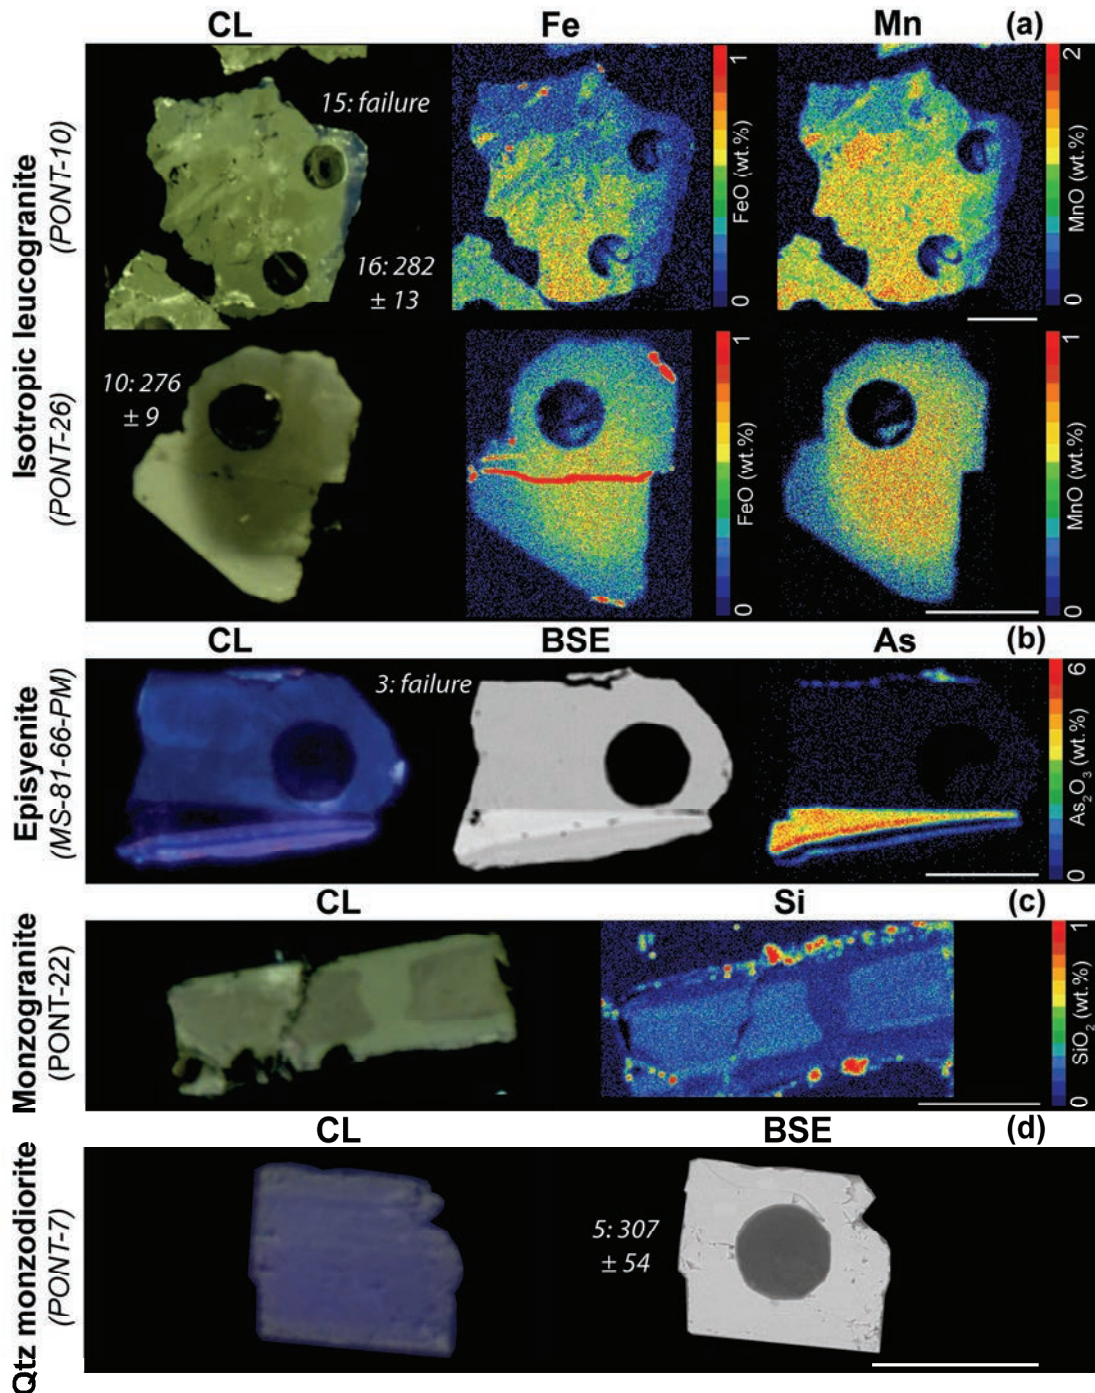 CL Fe Mn (a)
Isotropic leucogranite
(PONT-10)
15: failure
16: 282
± 13
1
FeO (wt.%)
0
2
MnO (wt.%)
0
(PONT-26)
10: 276
± 9
1
FeO (wt.%)
0
1
MnO (wt.%)
0
CL BSE As (b)
Episyenite
(MS-81-66-PM)
3: failure
6
As2O3 (wt.%)
0
CL Si (c)
Monzogranite
(PONT-22)
1
SiO2 (wt.%)
0
CL BSE (d)
Qtz monzodiorite
(PONT-7)
5: 307
± 54